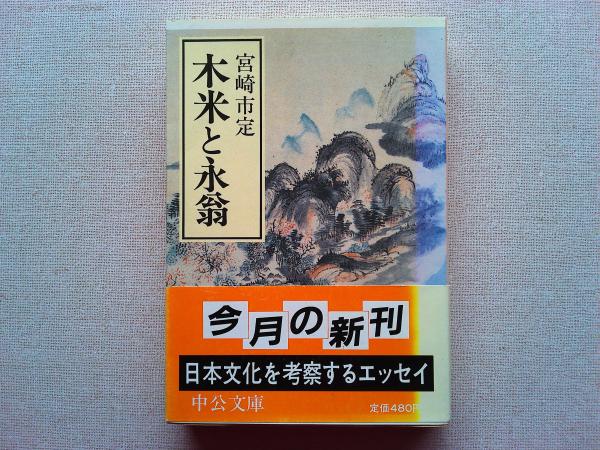 宮崎市定
木米と永翁
今月の新刊
日本文化を考察するエッセイ
中公文庫
定価480円